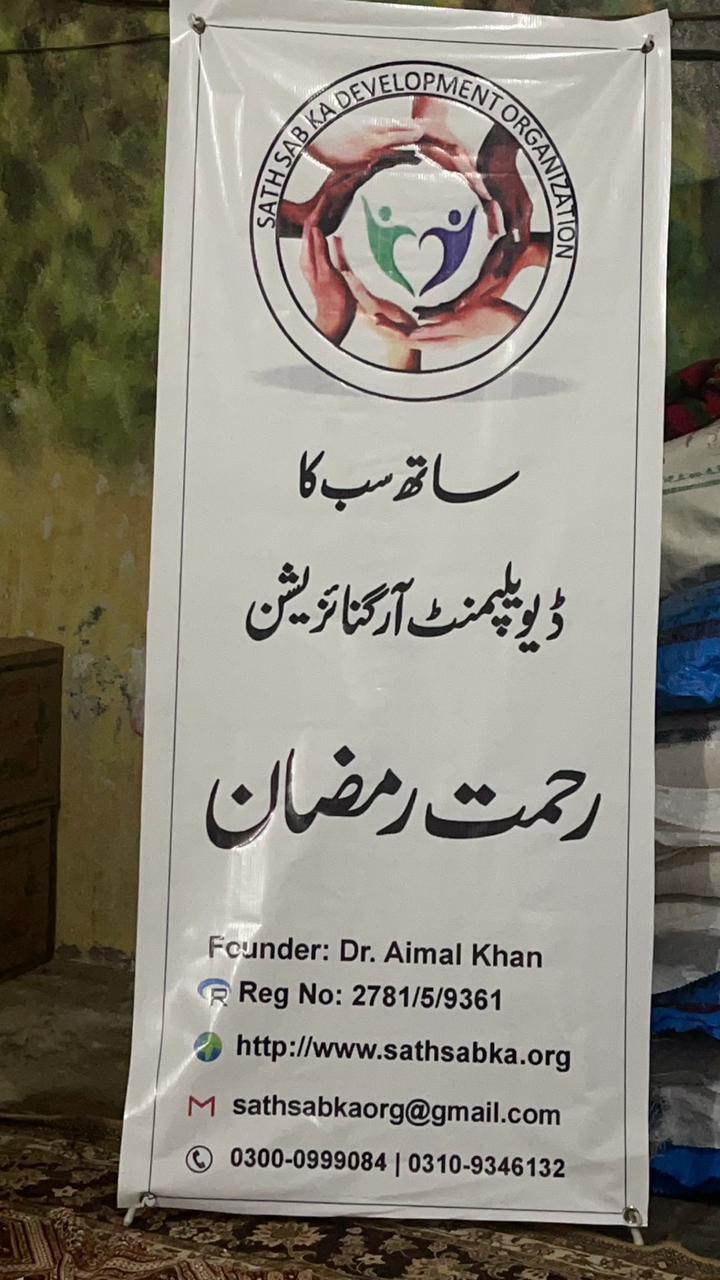 SATH SAB KA DEVELOPMENT ORGANIZATION
ساتھ سب کا
ڈیویلپمنٹ آرگنائزیشن
رحمت رمضان
Founder: Dr. Aimal Khan
R Reg No: 2781/5/9361
http://www.sathsabka.org
sathsabkaorg@gmail.com
0300-0999084 | 0310-9346132